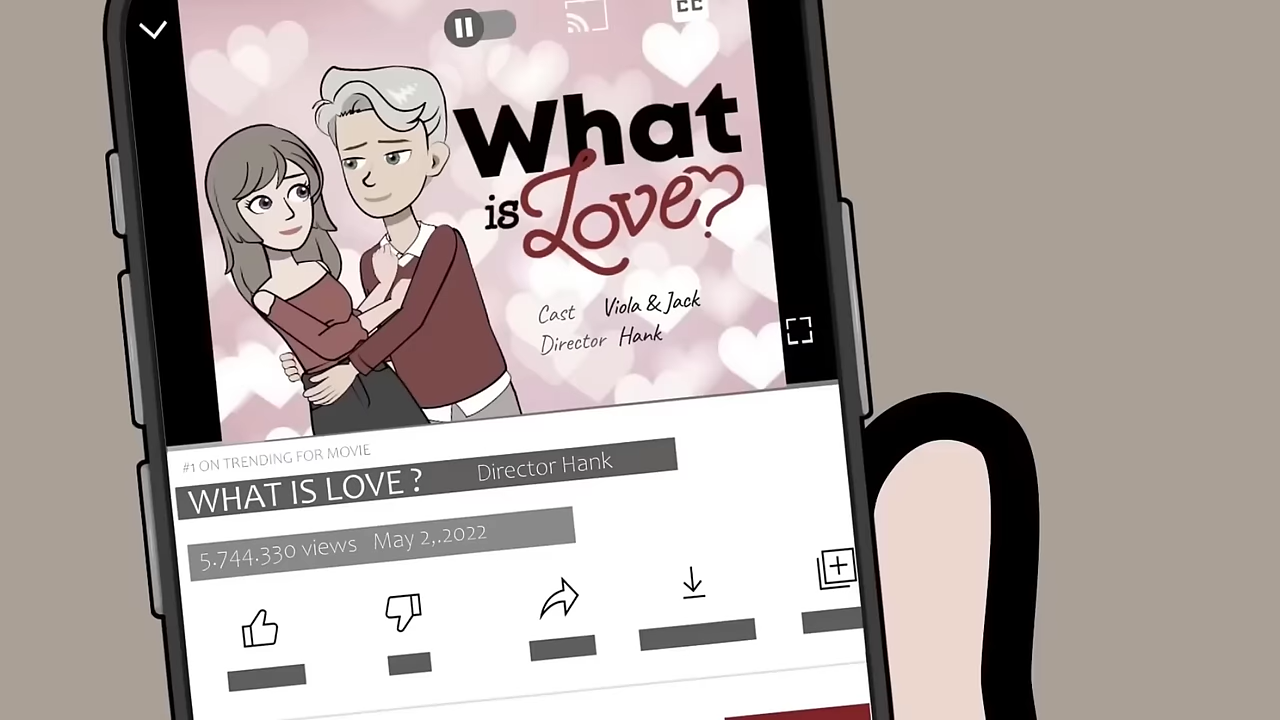 CC
What
is Love?
Cast Viola & Jack
Director Hank
#1 ON TRENDING FOR MOVIE
WHAT IS LOVE ? Director Hank
5.744.330 views May 2,.2022